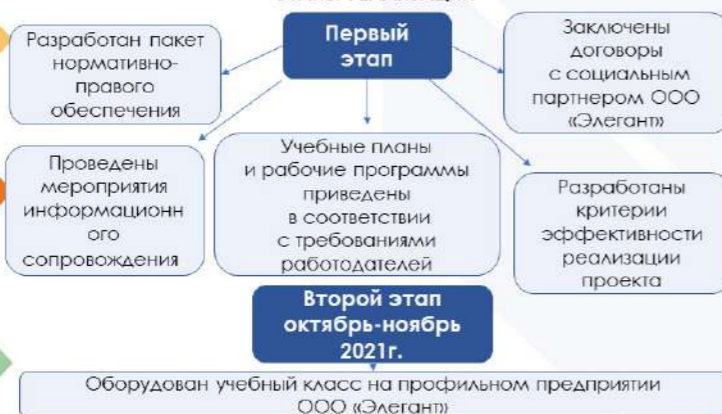 Первый
этап
Разработан пакет
нормативно-
правого
обеспечения
Заключены
договоры
с социальным
партнером ООО
«Элегант»
Проведены
мероприятия
информационн
ого
сопровождения
Учебные планы
и рабочие программы
приведены
в соответствии
с требованиями
работодателей
Разработаны
критерии
эффективности
реализации
проекта
Второй этап
октябрь-ноябрь
2021г.
Оборудован учебный класс на профильном предприятии
ООО «Элегант»